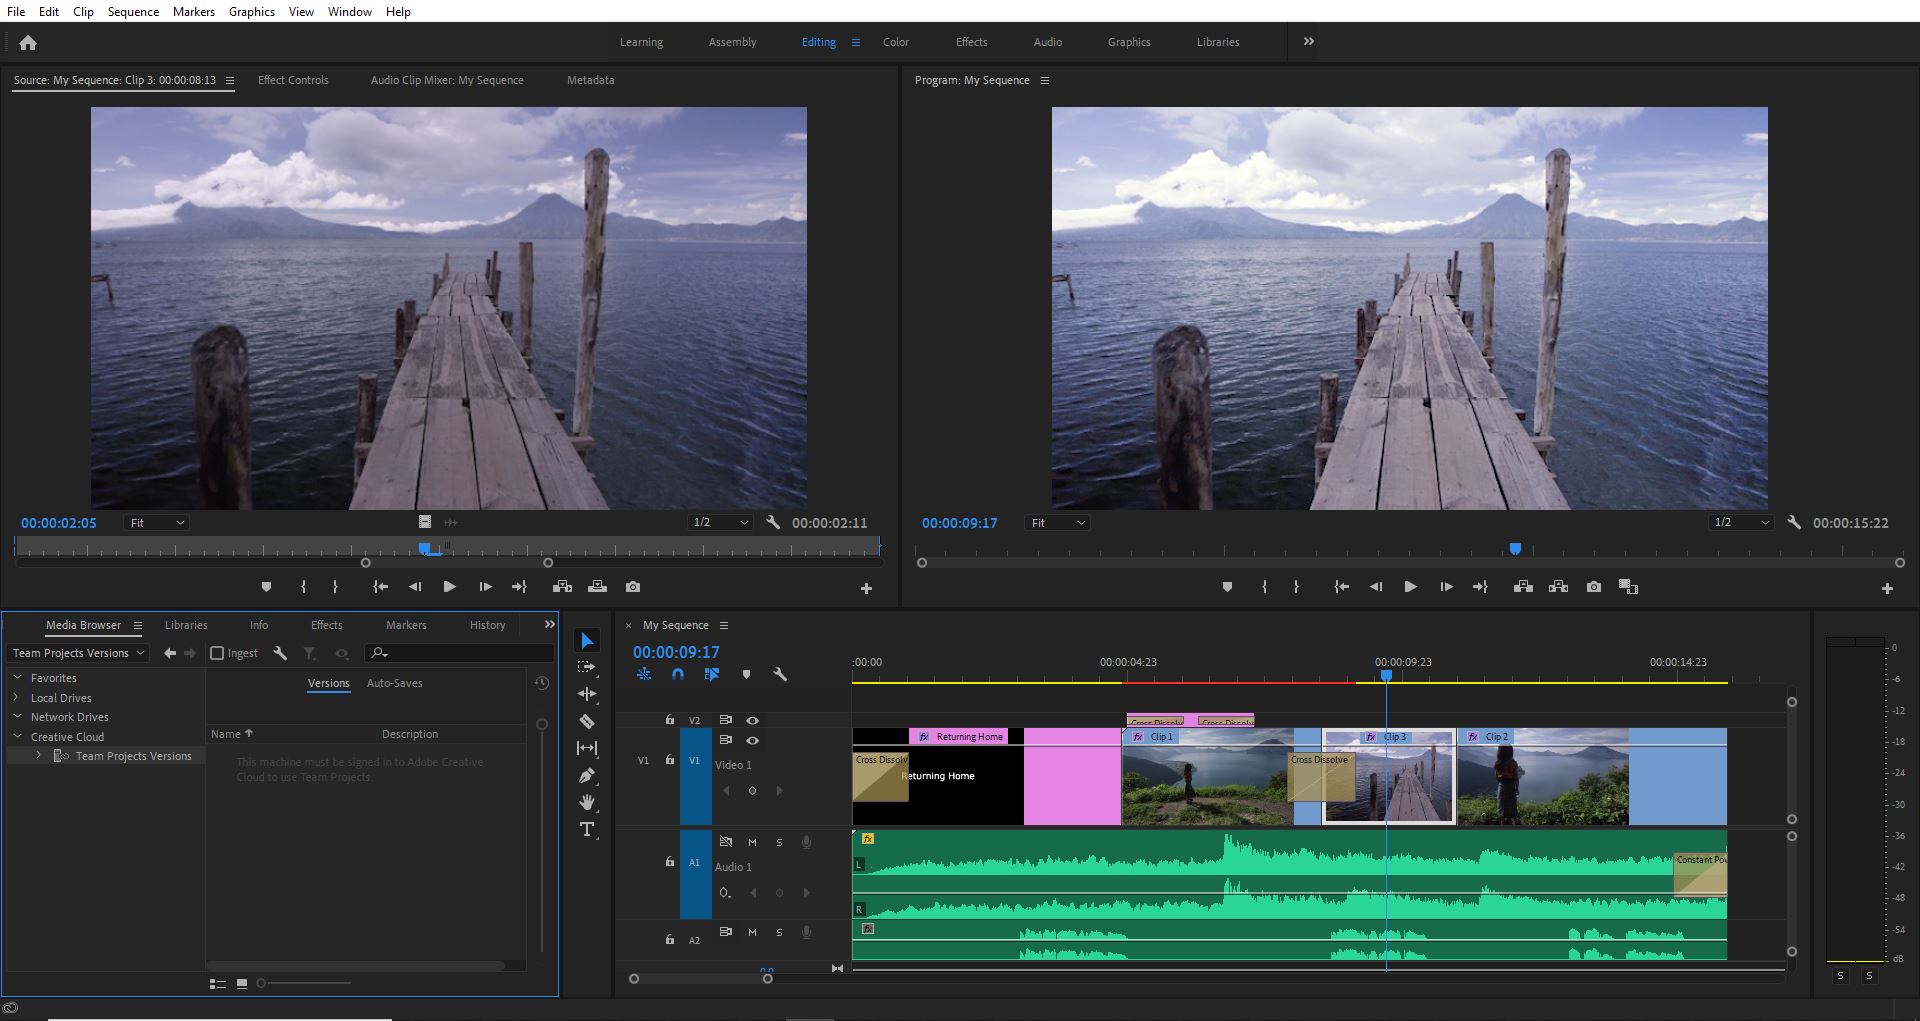 File Edit Clip Sequence Markers Graphics View Window Help
Learning Assembly Editing Color Effects Audio Graphics Libraries
Source: My Sequence: Clip 3: 00:00:08:13 Effect Controls Audio Clip Mixer: My Sequence Metadata
Program: My Sequence
00:00:02:05 Fit 1/2 00:00:02:11
00:00:09:17 Fit 1/2 00:00:15:22
Media Browser Libraries Info Effects Markers History
Team Projects Versions Ingest
Favorites
Local Drives
Network Drives
Creative Cloud
Team Projects Versions
Versions Auto-Saves
Name Description
This machine must be signed in to Adobe Creative
Cloud to use Team Projects.
My Sequence
00:00:09:17
:00:00 00:00:04:23 00:00:09:23 00:00:14:23
V2
Cross Dissolv Cross Dissolv
V1 V1 Video 1
Returning Home Clip 1 Clip 3 Clip 2
Cross Dissolv Cross Dissolve
Returning Home
A1 M S
Audio 1
L
R
Constant Pov
A2 M S
fx
0
-6
-12
-18
-24
-30
-36
-42
-48
-54
dB
S S